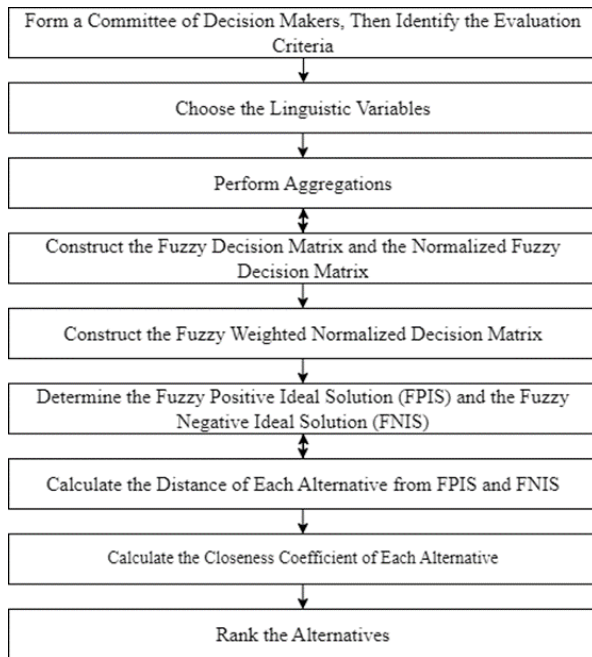 Form a Committee of Decision Makers, Then Identify the Evaluation
Criteria
Choose the Linguistic Variables
Perform Aggregations
Construct the Fuzzy Decision Matrix and the Normalized Fuzzy
Decision Matrix
Construct the Fuzzy Weighted Normalized Decision Matrix
Determine the Fuzzy Positive Ideal Solution (FPIS) and the Fuzzy
Negative Ideal Solution (FNIS)
Calculate the Distance of Each Alternative from FPIS and FNIS
Calculate the Closeness Coefficient of Each Alternative
Rank the Alternatives